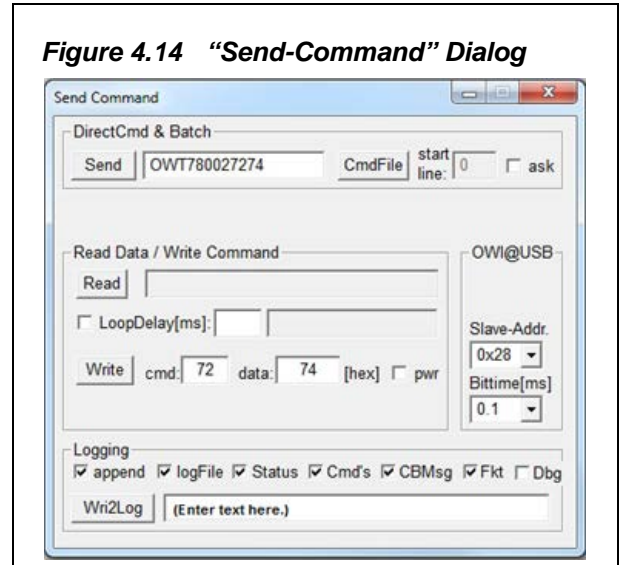 Figure 4.14 “Send-Command” Dialog
Send Command
DirectCmd & Batch
Send OWT780027274 CmdFile start line: 0 ask
Read Data / Write Command
OWI@USB
Read
LoopDelay[ms]:
Slave-Addr.
0x28
Write cmd: 72 data: 74 [hex] pwr
Bittime[ms]
0.1
Logging
append logFile Status Cmd's CBMsg Fkt Dbg
Wri2Log (Enter text here.)